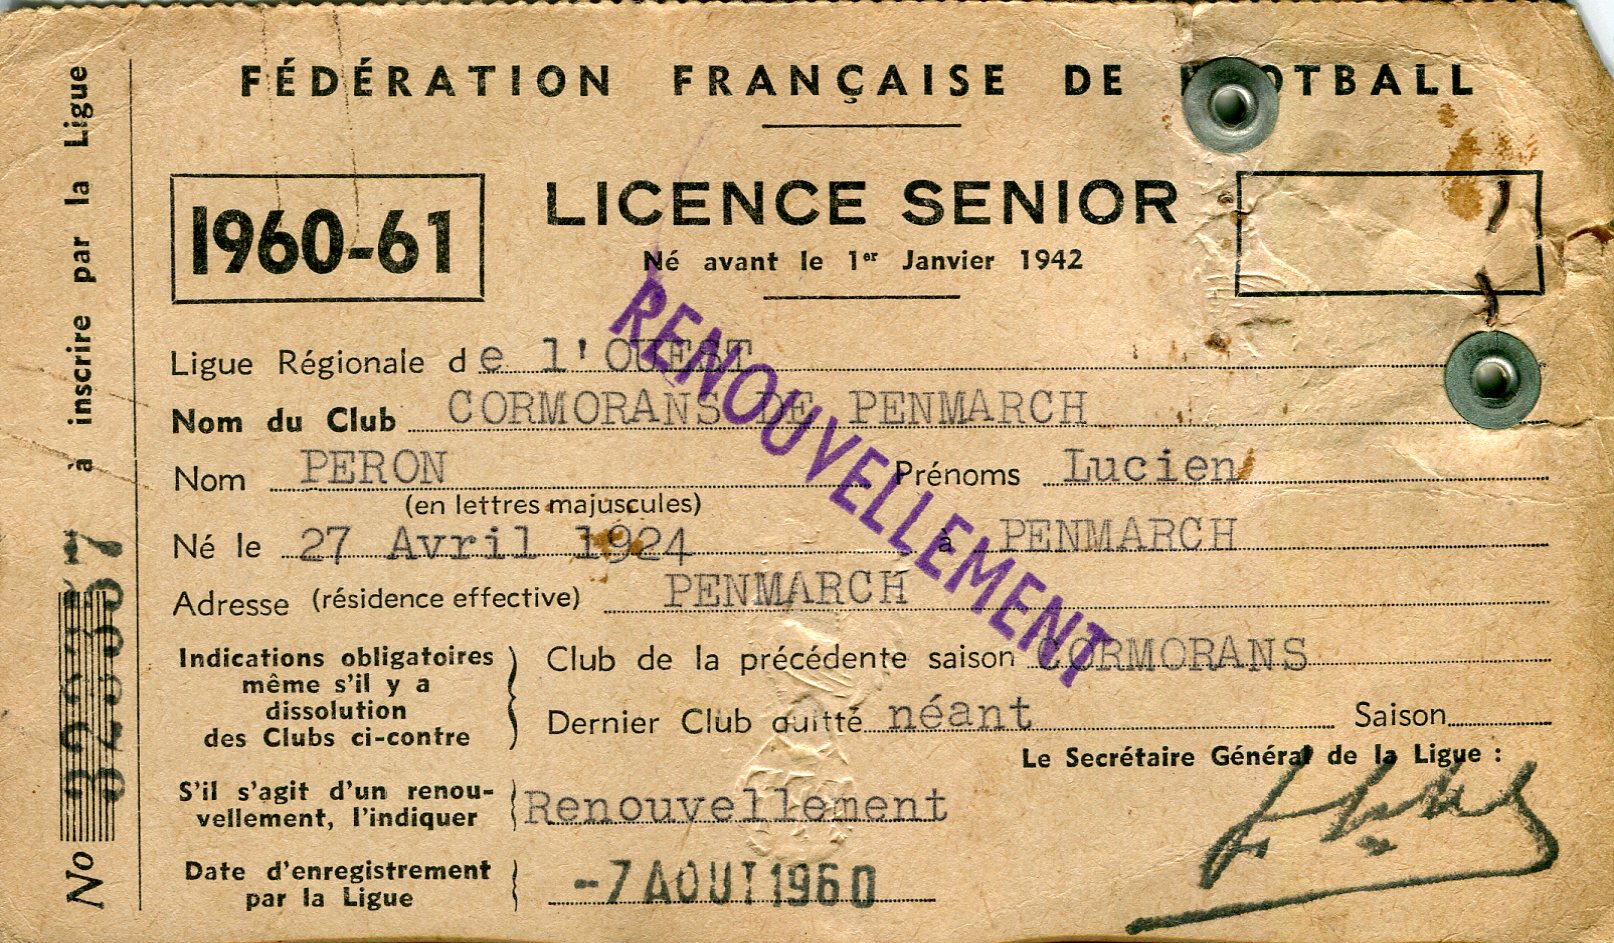 FÉDÉRATION FRANÇAISE DE F OTBALL
1960-61
LICENCE SENIOR
Né avant le 1er Janvier 1942
RENOUVELLEMENT
Ligue Régionale de l'OUEST
Nom du Club CORMORANS DE PENMARCH
Nom PERON Prénoms Lucien
(en lettres majuscules)
Né le 27 Avril 1924 à PENMARCH
Adresse (résidence effective) PENMARCH
Indications obligatoires
même s'il y a
dissolution
des Clubs ci-contre
Club de la précédente saison CORMORANS
Dernier Club quitté néant Saison
Le Secrétaire Général de la Ligue :
S'il s'agit d'un renou-
vellement, l'indiquer
Renouvellement
Date d'enregistrement
par la Ligue
-7 AOUT 1960
No à inscrire par la Ligue